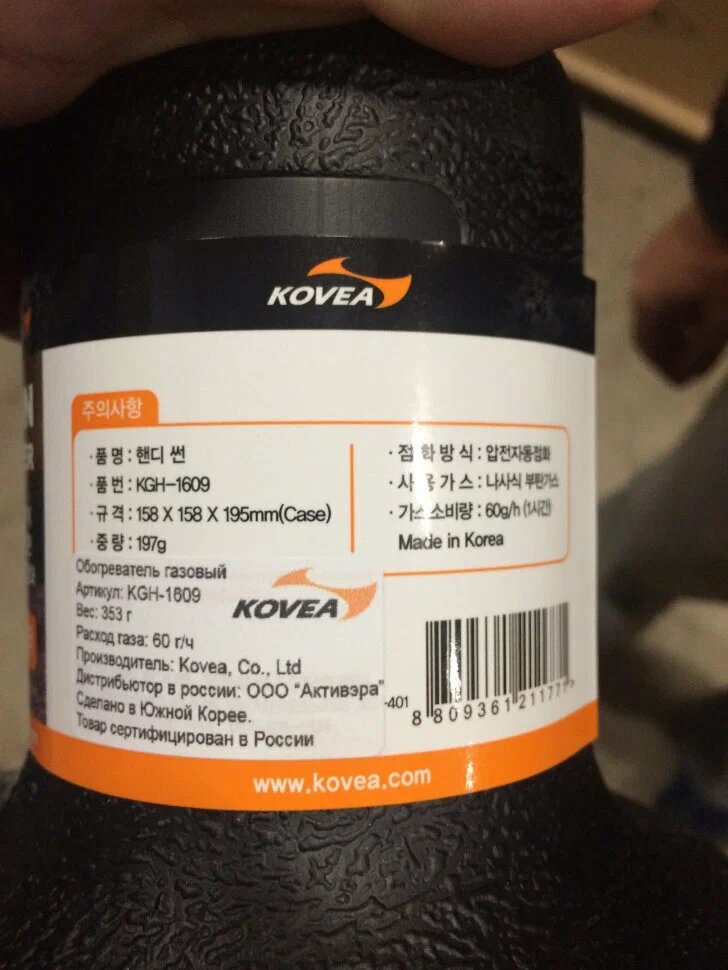 KOVEA
주의사항
·품 명 : 핸디 썬
·품 번 : KGH-1609
·규 격 : 158 X 158 X 195mm(Case)
·중 량 : 197g
·점 화 방 식 : 압전자동점화
·사 용 가 스 : 나사식 부탄가스
·가스 소비량 : 60g/h (1시간)
Made in Korea
Обогреватель газовый
Артикул: KGH-1609
Вес: 353 г
Расход газа: 60 г/ч
Производитель: Kovea, Co., Ltd
Дистрибьютор в россии: ООО "Активэра"
Сделано в Южной Корее.
Товар сертифицирован в России
KOVEA
-401
8 809361 211777 >
www.kovea.com